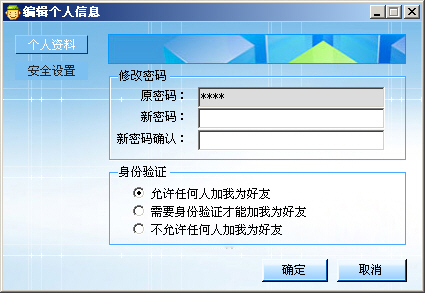 编辑个人信息
个人资料
安全设置
修改密码
原密码：
****
新密码：
新密码确认：
身份验证
允许任何人加我为好友
需要身份验证才能加我为好友
不允许任何人加我为好友
确定
取消